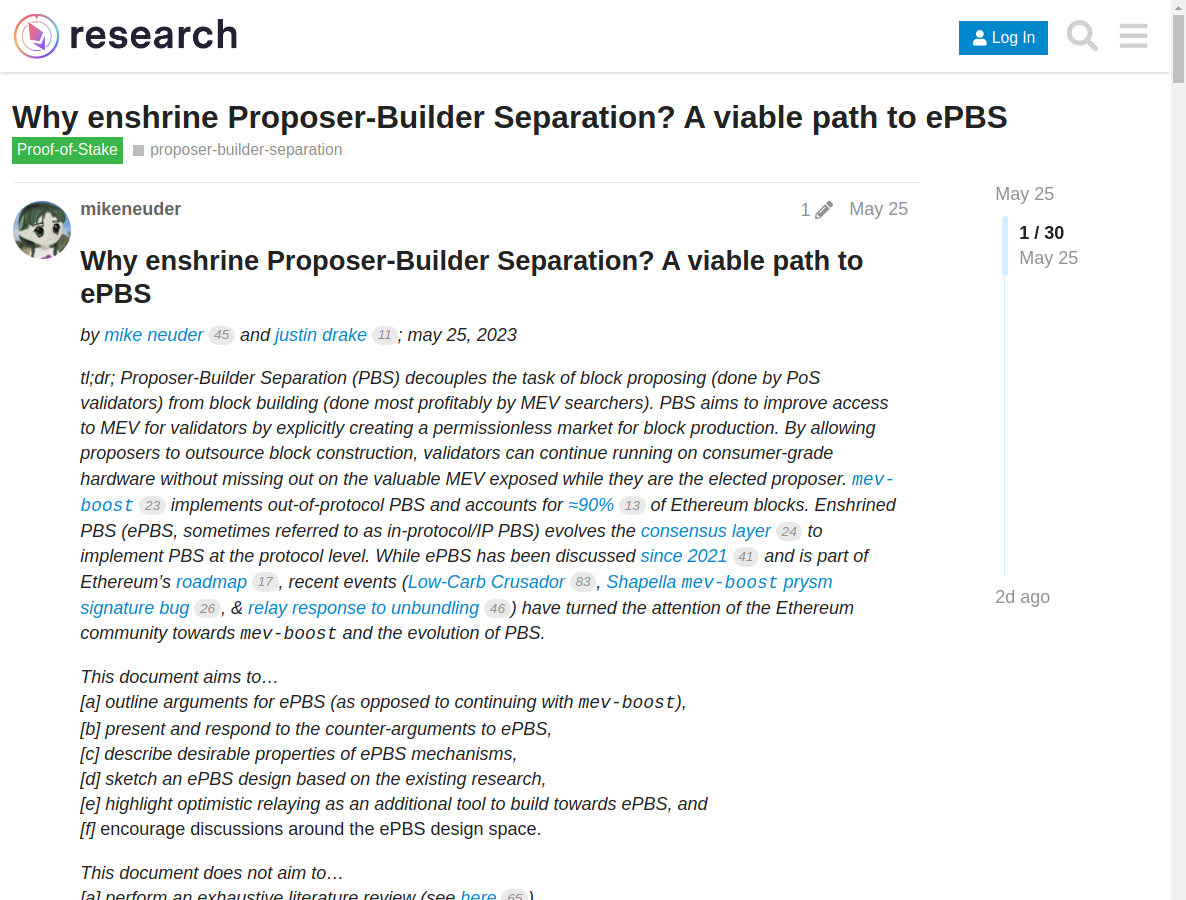 research
Log In
Why enshrine Proposer-Builder Separation? A viable path to ePBS
Proof-of-Stake proposer-builder-separation
mikeneuder 1 May 25
May 25
1 / 30
May 25
2d ago
Why enshrine Proposer-Builder Separation? A viable path to
ePBS
by mike neuder 45 and justin drake 11; may 25, 2023
tl;dr; Proposer-Builder Separation (PBS) decouples the task of block proposing (done by PoS
validators) from block building (done most profitably by MEV searchers). PBS aims to improve access
to MEV for validators by explicitly creating a permissionless market for block production. By allowing
proposers to outsource block construction, validators can continue running on consumer-grade
hardware without missing out on the valuable MEV exposed while they are the elected proposer. mev-
boost 23 implements out-of-protocol PBS and accounts for ≈90% 13 of Ethereum blocks. Enshrined
PBS (ePBS, sometimes referred to as in-protocol/IP PBS) evolves the consensus layer 24 to
implement PBS at the protocol level. While ePBS has been discussed since 2021 41 and is part of
Ethereum’s roadmap 17, recent events (Low-Carb Crusador 83, Shapella mev-boost prysm
signature bug 26, & relay response to unbundling 46) have turned the attention of the Ethereum
community towards mev-boost and the evolution of PBS.
This document aims to…
[a] outline arguments for ePBS (as opposed to continuing with mev-boost),
[b] present and respond to the counter-arguments to ePBS,
[c] describe desirable properties of ePBS mechanisms,
[d] sketch an ePBS design based on the existing research,
[e] highlight optimistic relaying as an additional tool to build towards ePBS, and
[f] encourage discussions around the ePBS design space.
This document does not aim to…
[a] perform an exhaustive literature review (see here 65)